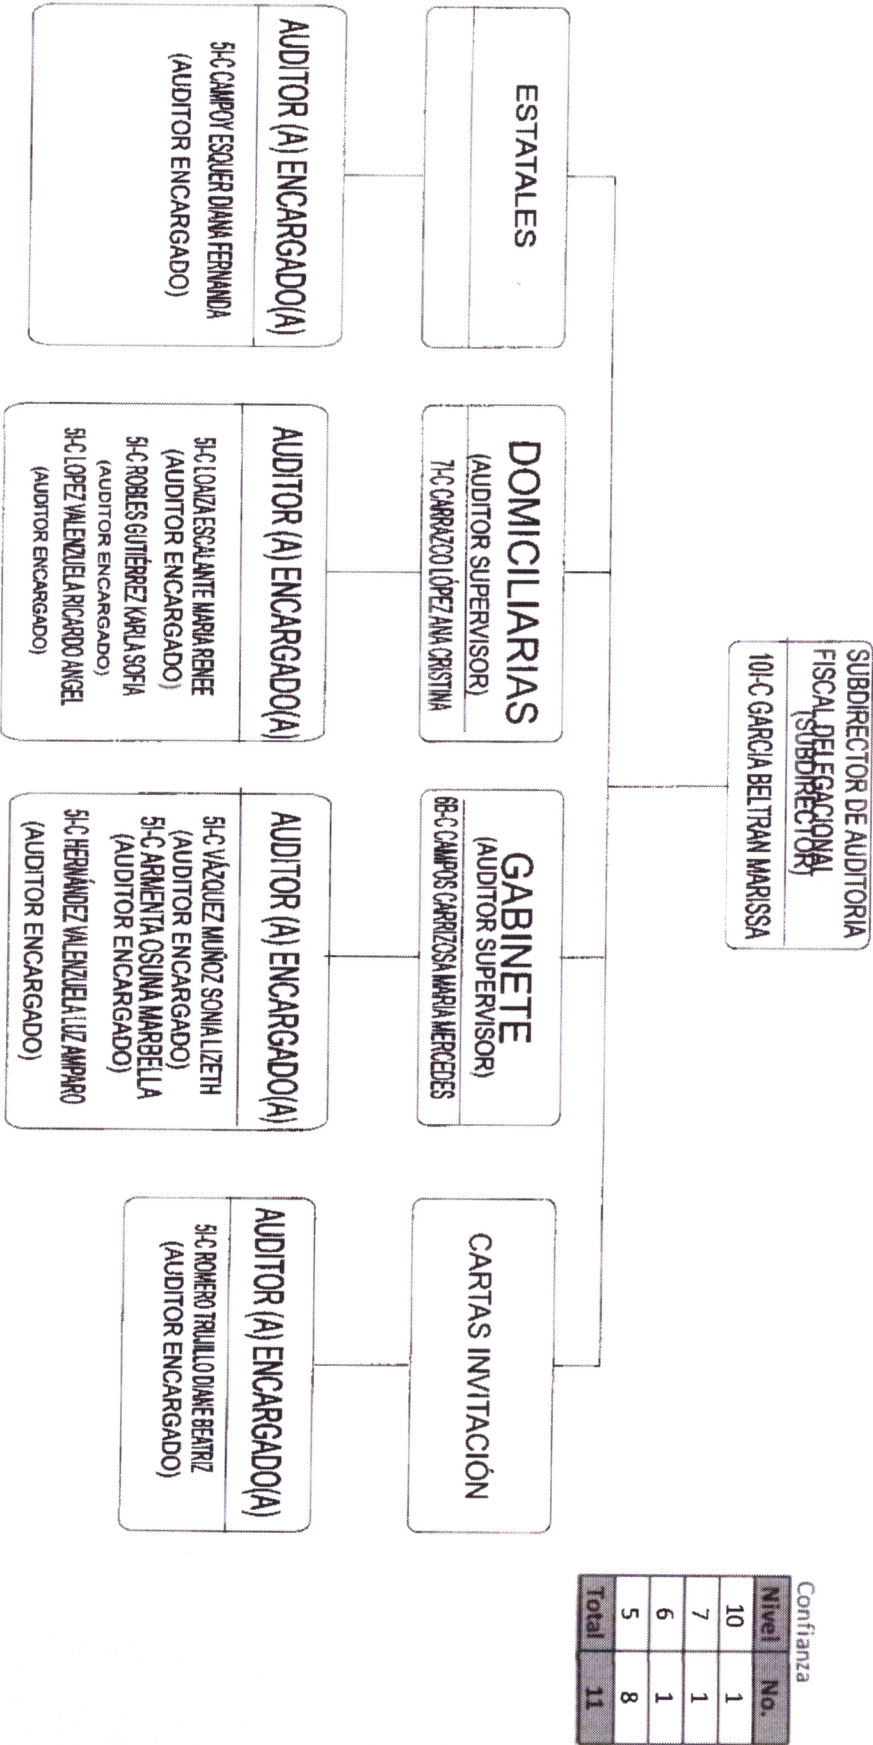 SUBDIRECTOR DE AUDITORIA
FISCAL DELEGACIONAL
(SUBDIRECTOR)
10I-C GARCIA BELTRAN MARISSA
ESTATALES
AUDITOR (A) ENCARGADO(A)
5I-C CAMPOY ESQUER DIANA FERNANDA
(AUDITOR ENCARGADO)
DOMICILIARIAS
(AUDITOR SUPERVISOR)
7I-C CARRAZCO LÓPEZ ANA CRISTINA
AUDITOR (A) ENCARGADO(A)
5I-C LOAIZA ESCALANTE MARIA RENEE
(AUDITOR ENCARGADO)
5I-C ROBLES GUTIÉRREZ KARLA SOFIA
(AUDITOR ENCARGADO)
5I-C LOPEZ VALENZUELA RICARDO ANGEL
(AUDITOR ENCARGADO)
GABINETE
(AUDITOR SUPERVISOR)
6B-C CAMPOS CARRIZOSA MARIA MERCEDES
AUDITOR (A) ENCARGADO(A)
5I-C VÁZQUEZ MUÑOZ SONIA LIZETH
(AUDITOR ENCARGADO)
5I-C ARMENTA OSUNA MARBELLA
(AUDITOR ENCARGADO)
5I-C HERNÁNDEZ VALENZUELA LUZ AMPARO
(AUDITOR ENCARGADO)
CARTAS INVITACIÓN
AUDITOR (A) ENCARGADO(A)
5I-C ROMERO TRUJILLO DIANE BEATRIZ
(AUDITOR ENCARGADO)
Confianza
Nivel No.
10 1
7 1
6 1
5 8
Total 11